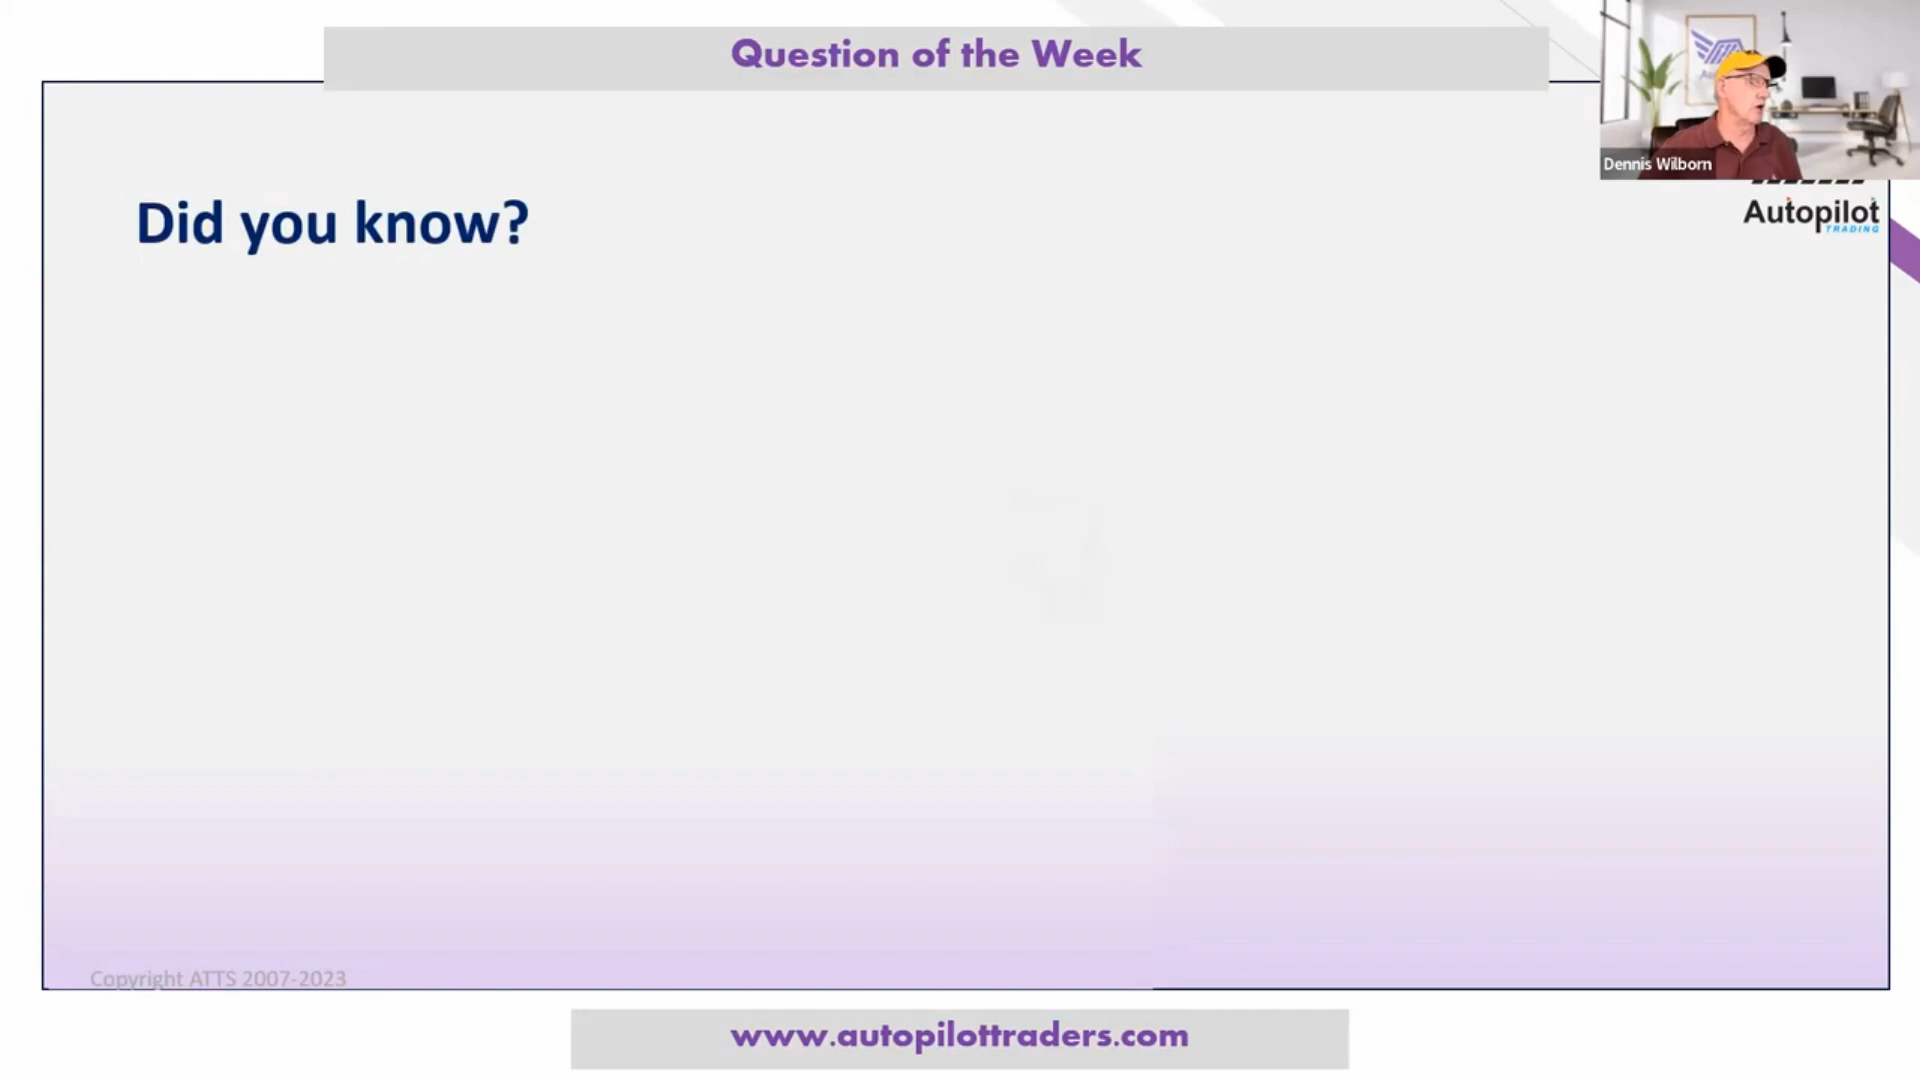 Question of the Week
Dennis Wilborn
Autopilot
TRADING
Did you know?
Copyright ATTS 2007-2023
www.autopilottraders.com